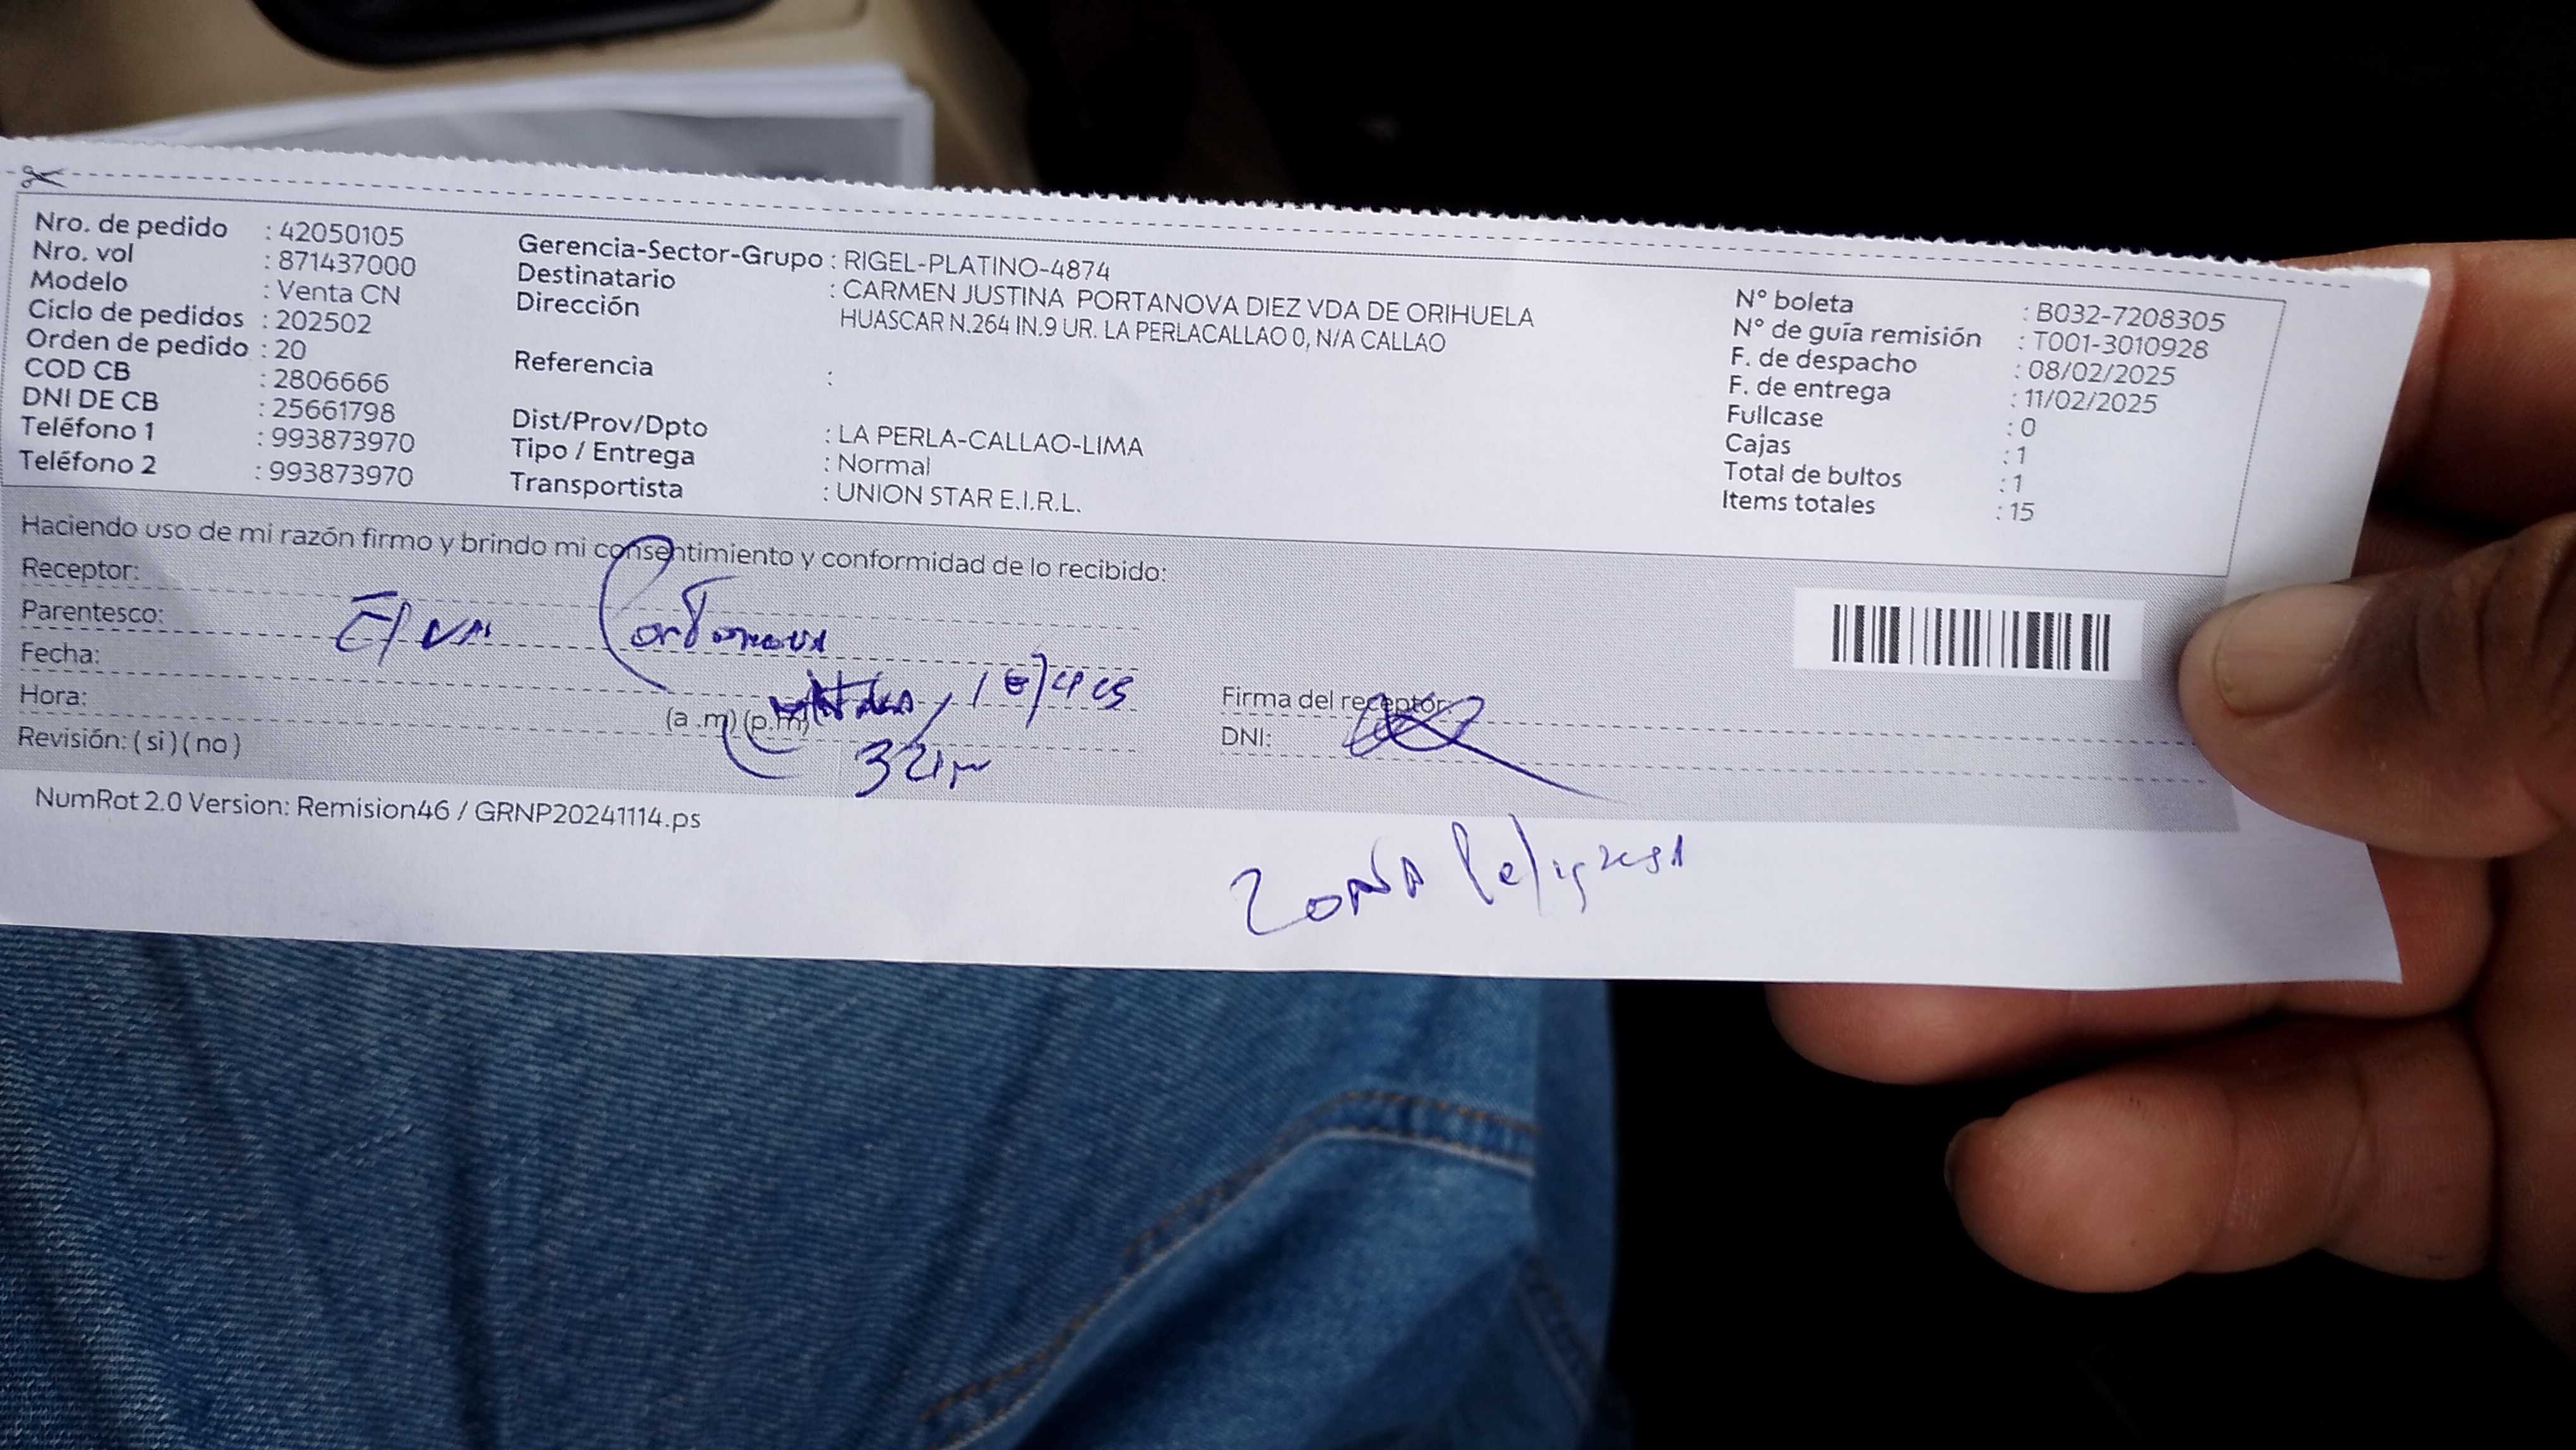 Nro. de pedido : 42050105
Nro. vol : 871437000
Modelo : Venta CN
Ciclo de pedidos : 202502
Orden de pedido : 20
COD CB : 2806666
DNI DE CB : 25661798
Teléfono 1 : 993873970
Teléfono 2 : 993873970
Gerencia-Sector-Grupo : RIGEL-PLATINO-4874
Destinatario : CARMEN JUSTINA PORTANOVA DIEZ VDA DE ORIHUELA
Dirección HUASCAR N.264 IN.9 UR. LA PERLACALLAO 0, N/A CALLAO
Referencia :
Dist/Prov/Dpto : LA PERLA-CALLAO-LIMA
Tipo / Entrega : Normal
Transportista : UNION STAR E.I.R.L.
N° boleta : B032-7208305
N° de guía remisión : T001-3010928
F. de despacho : 08/02/2025
F. de entrega : 11/02/2025
Fullcase : 0
Cajas : 1
Total de bultos : 1
Items totales : 15
Haciendo uso de mi razón firmo y brindo mi consentimiento y conformidad de lo recibido:
Receptor:
Parentesco:
Fecha:
Hora: (a .m) (p.m)
Revisión: ( si ) ( no )
Firma del receptor:
DNI:
NumRot 2.0 Version: Remision46 / GRNP20241114.ps
Zona Peligrosa